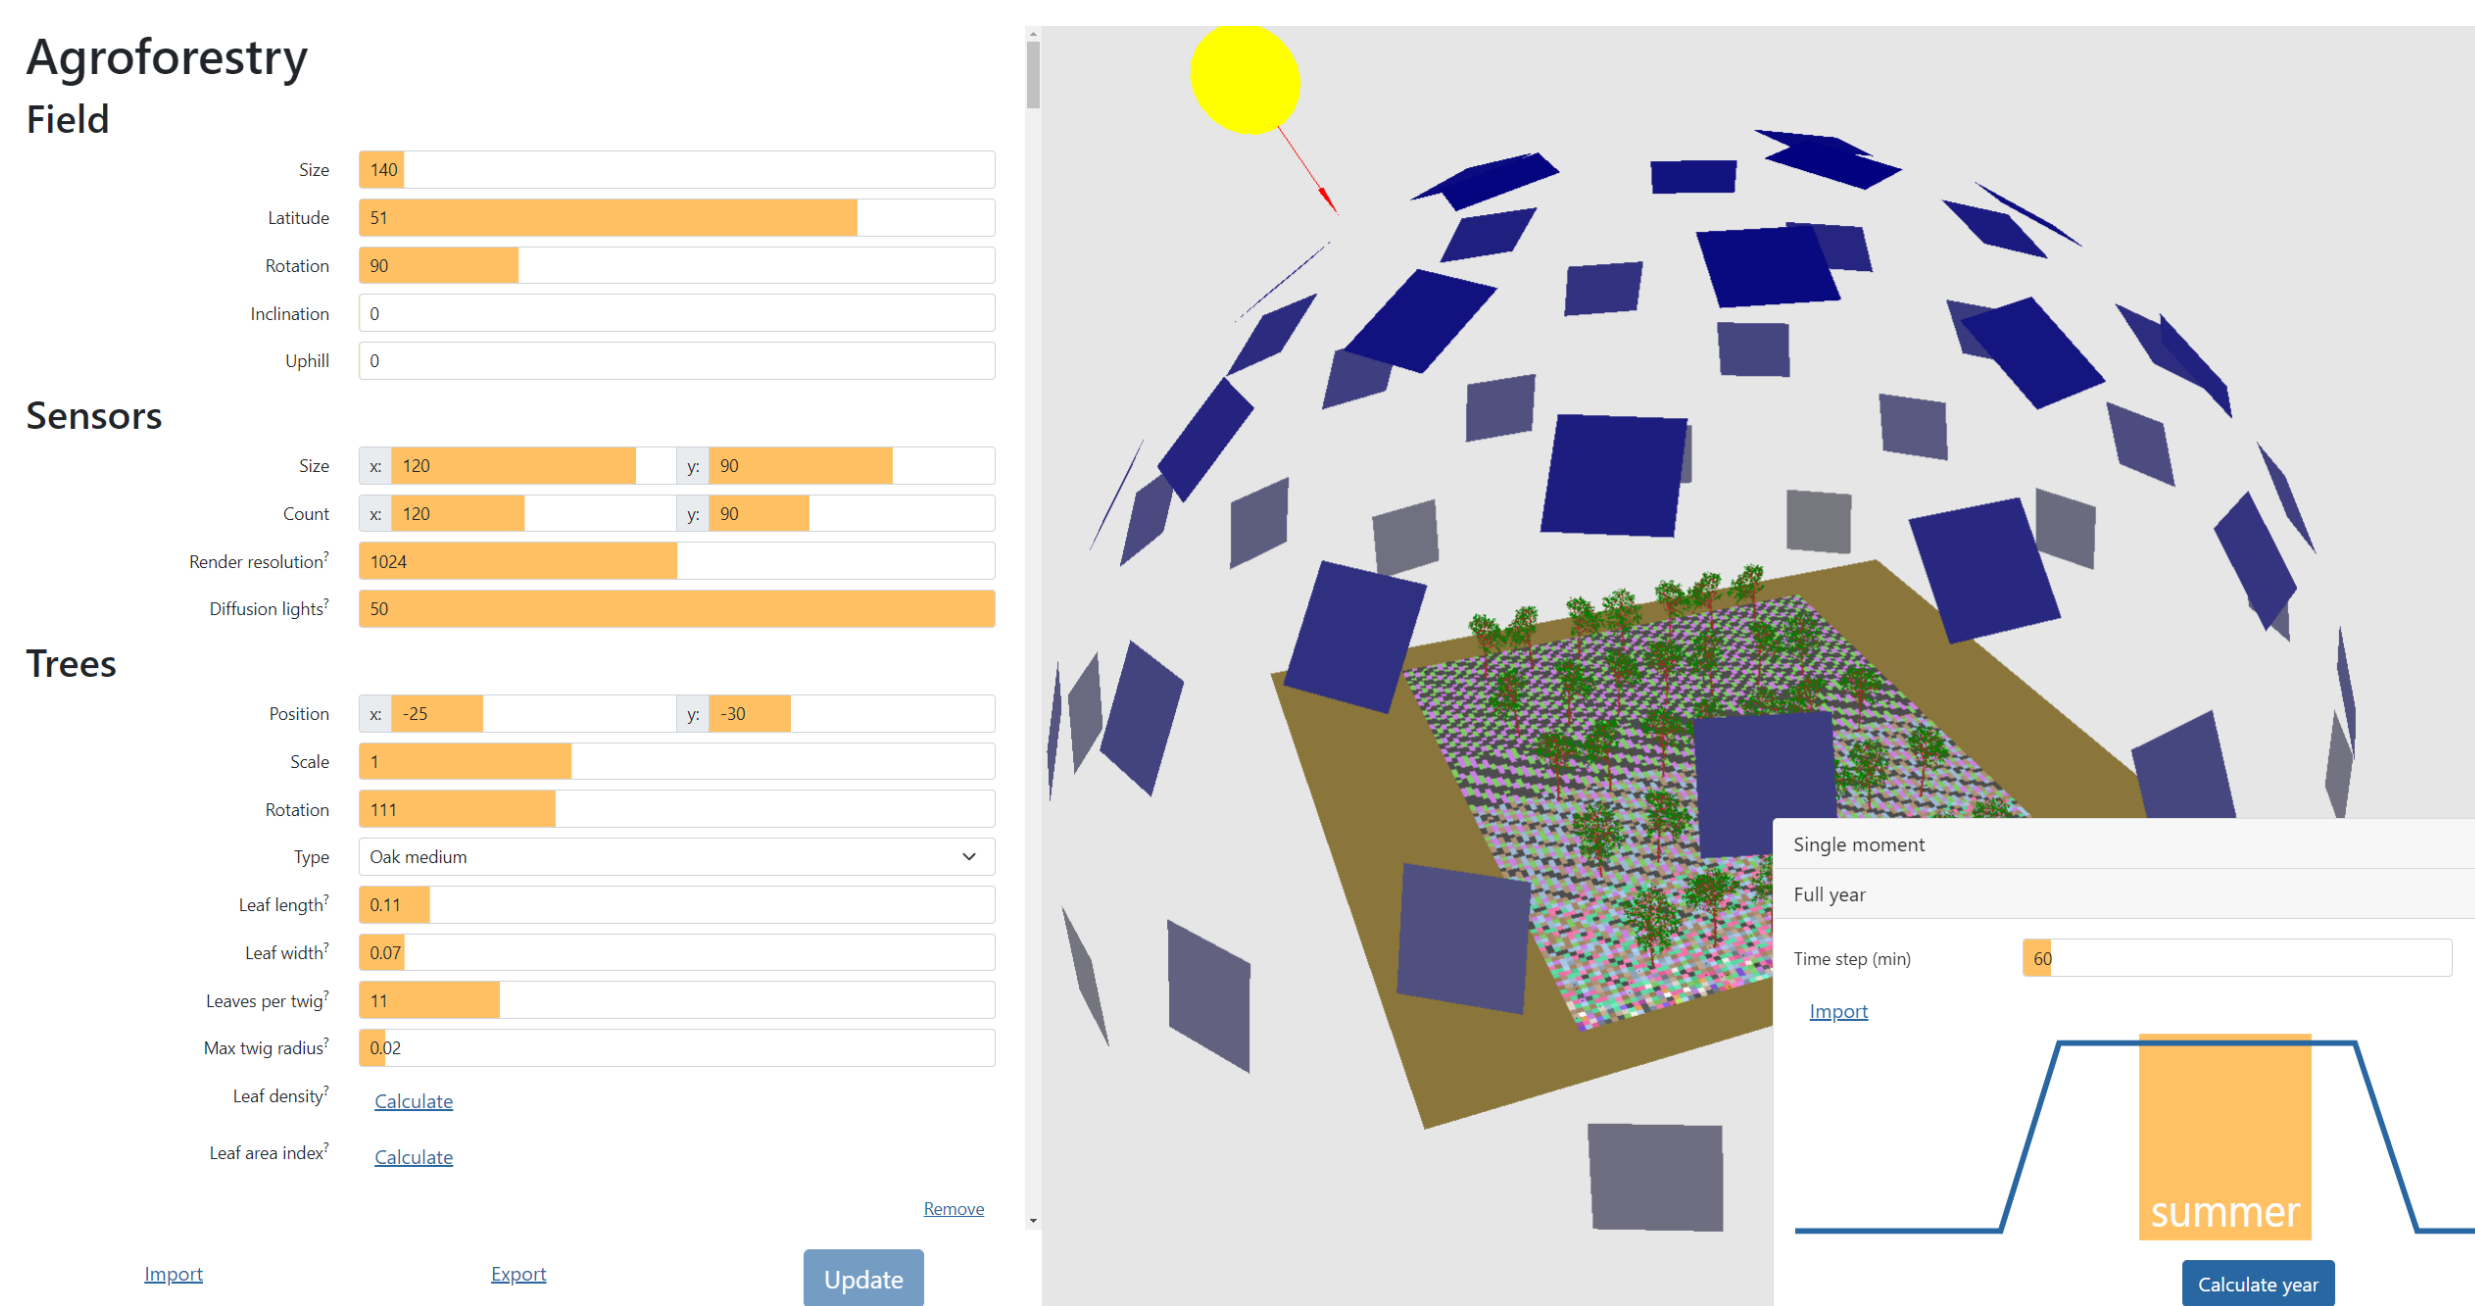 Agroforestry
Field
Size 140
Latitude 51
Rotation 90
Inclination 0
Uphill 0
Sensors
Size x: 120 y: 90
Count x: 120 y: 90
Render resolution? 1024
Diffusion lights? 50
Trees
Position x: -25 y: -30
Scale 1
Rotation 111
Type Oak medium
Leaf length? 0.11
Leaf width? 0.07
Leaves per twig? 11
Max twig radius? 0.02
Leaf density? Calculate
Leaf area index? Calculate
Remove
Import Export Update
Single moment
Full year
Time step (min) 60
Import
summer
Calculate year